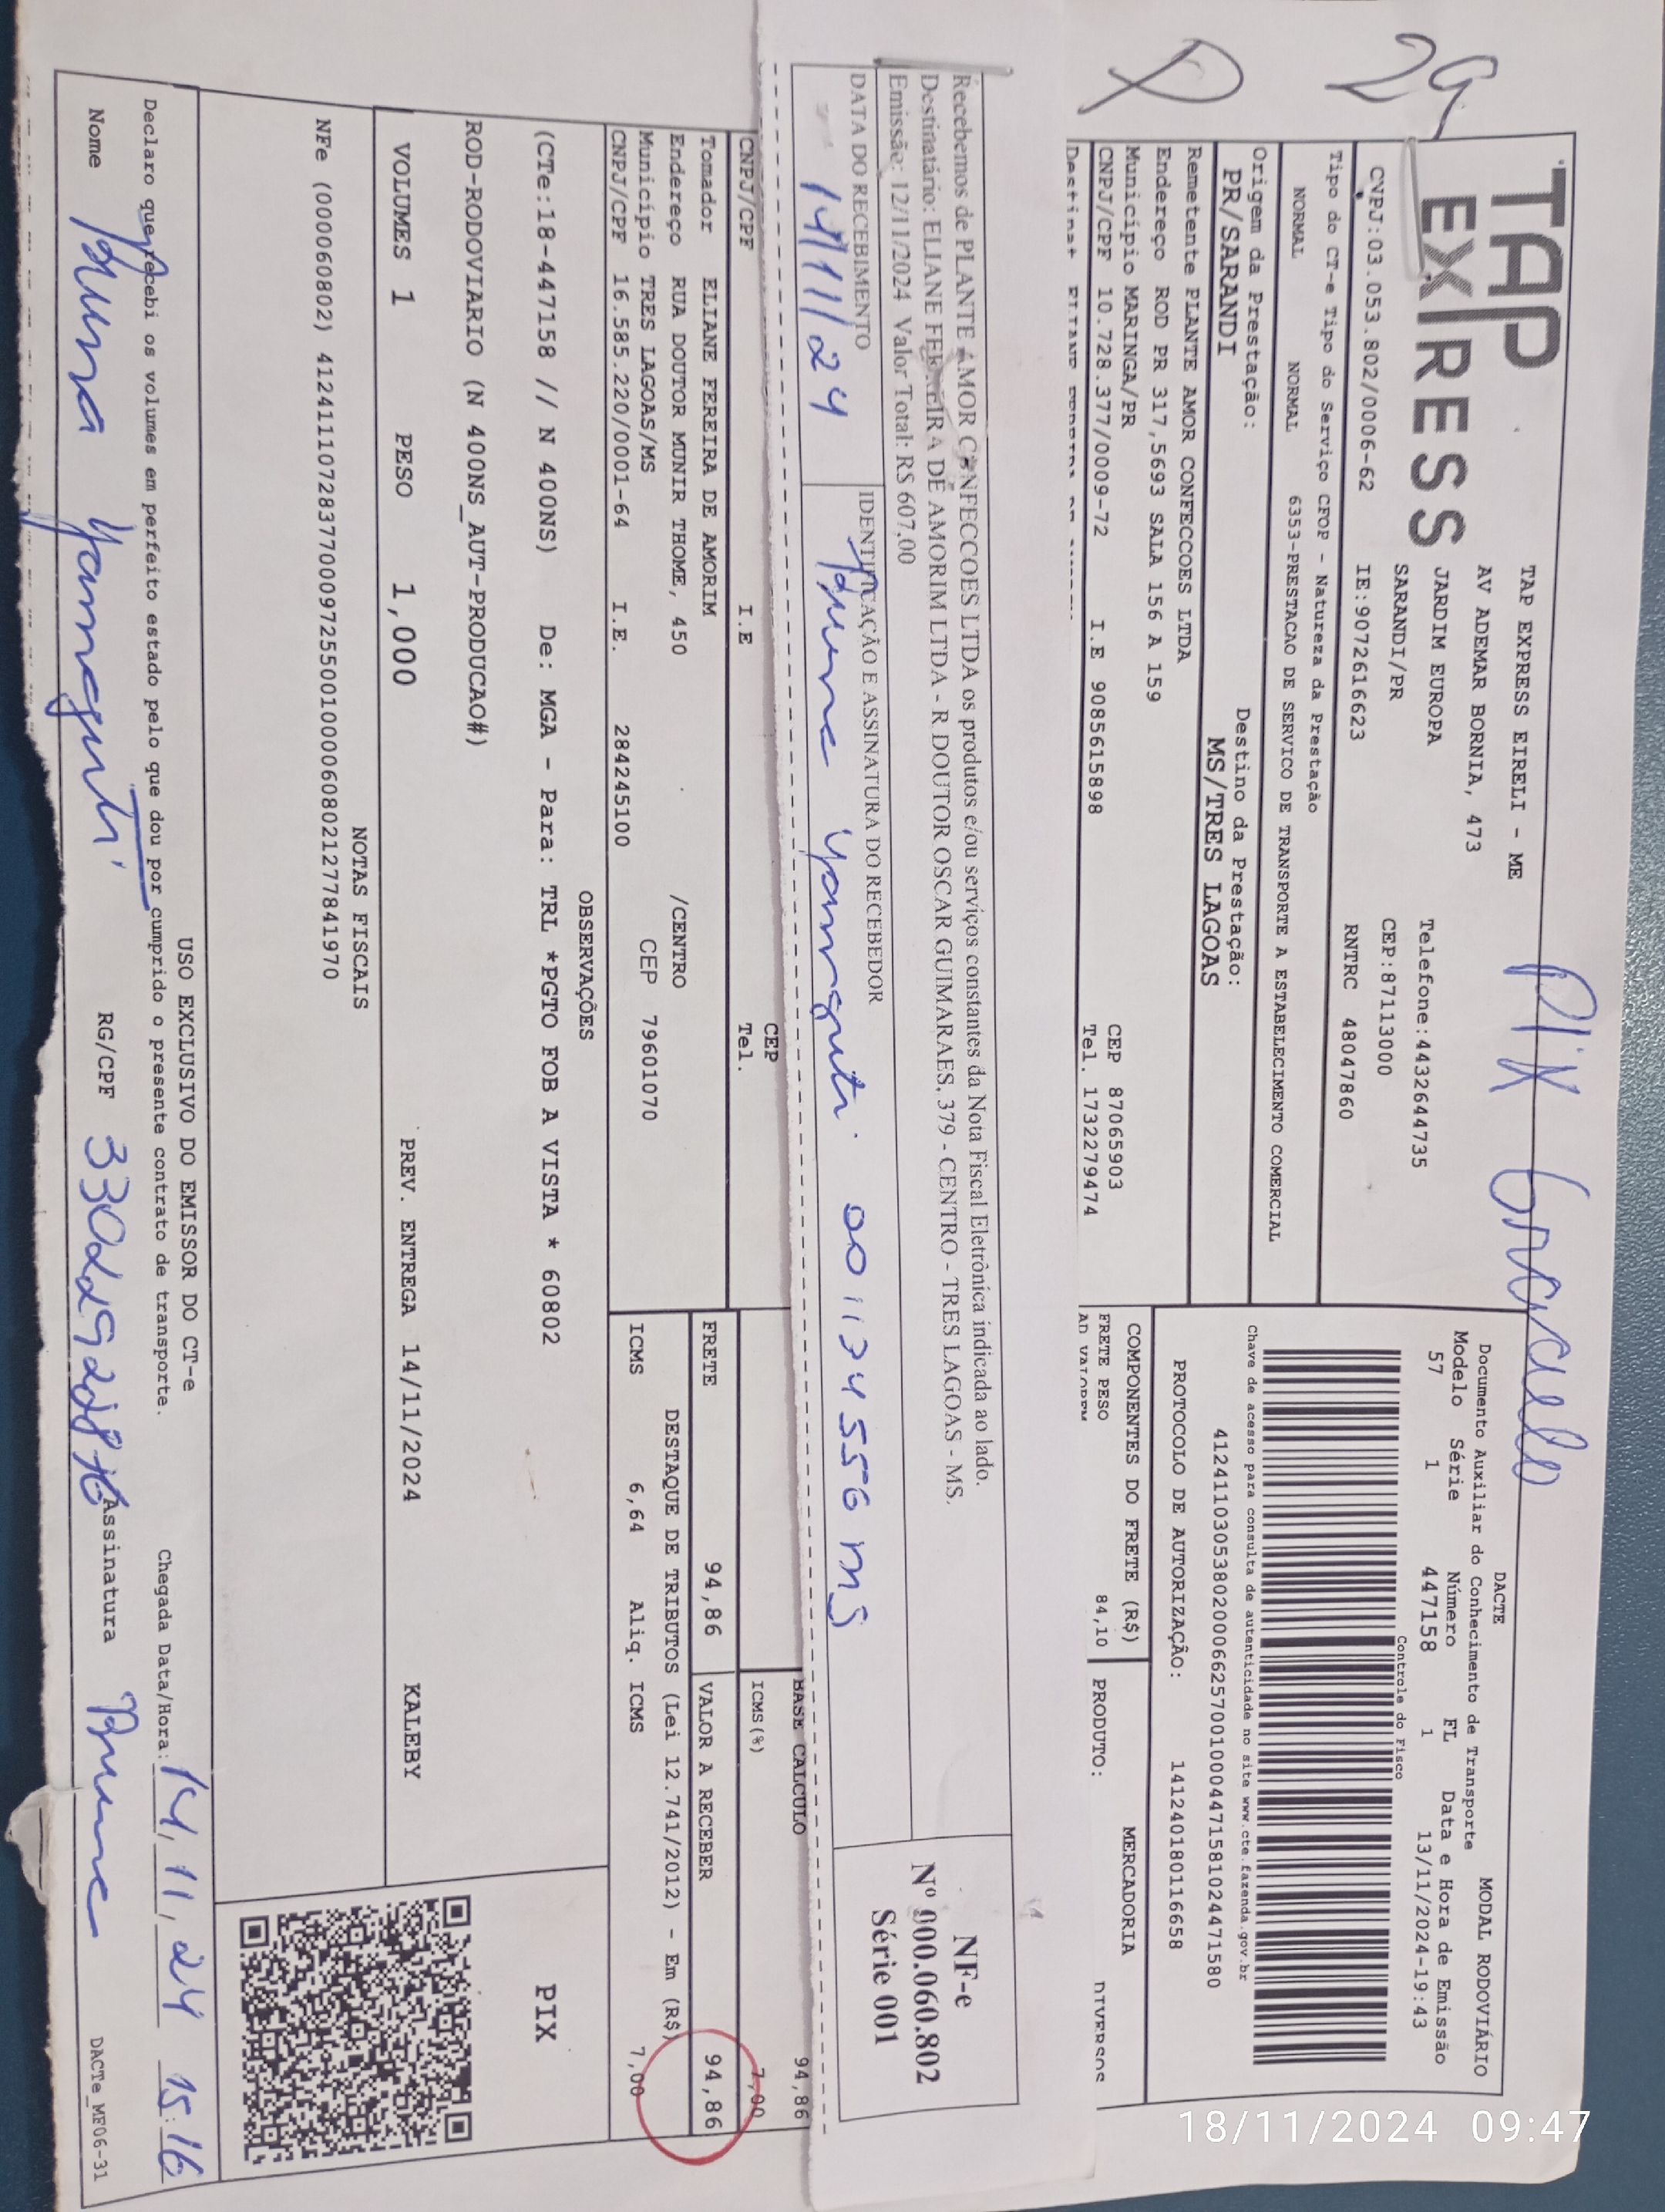 29
TAP
EXPRESS
TAP EXPRESS EIRELI - ME
AV ADEMAR BORNIA, 473
JARDIM EUROPA
Telefone:4432644735
SARANDI/PR
CEP:87113000
CNPJ:03.053.802/0006-62 IE:9072616623 RNTRC 48047860
Tipo do CT-e Tipo do Serviço CFOP - Natureza da Prestação
NORMAL NORMAL 6353-PRESTACAO DE SERVICO DE TRANSPORTE A ESTABELECIMENTO COMERCIAL
Origem da Prestação: Destino da Prestação:
PR/SARANDI MS/TRES LAGOAS
Remetente PLANTE AMOR CONFECCOES LTDA
Endereço ROD PR 317,5693 SALA 156 A 159
Município MARINGA/PR CEP 87065903
CNPJ/CPF 10.728.377/0009-72 I.E 9085615898 Tel. 1732279474
DACTE MODAL RODOVIÁRIO
Documento Auxiliar do Conhecimento de Transporte
Modelo Série Número FL Data e Hora de Emissão
57 1 447158 1 13/11/2024-19:43
Controle do Fisco
Chave de acesso para consulta de autenticidade no site www.cte.fazenda.gov.br
41241103053802000662570010004471581024471580
PROTOCOLO DE AUTORIZAÇÃO: 141240180116658
COMPONENTES DO FRETE (R$) MERCADORIA
FRETE PESO 84,10 PRODUTO: DIVERSOS
AD VALOREM
Recebemos de PLANTE AMOR CONFECCOES LTDA os produtos e/ou serviços constantes da Nota Fiscal Eletrônica indicada ao lado.
Destinatário: ELIANE FERREIRA DE AMORIM LTDA - R DOUTOR OSCAR GUIMARAES, 379 - CENTRO - TRES LAGOAS - MS.
Emissão: 12/11/2024 Valor Total: RS 607,00
DATA DO RECEBIMENTO IDENTIFICAÇÃO E ASSINATURA DO RECEBEDOR
14/11/24 Yamaguti 001134556 MS
NF-e
Nº 000.060.802
Série 001
CEP BASE CALCULO 94,86
CNPJ/CPF I.E Tel. ICMS(%) 7,00
Tomador ELIANE FERREIRA DE AMORIM FRETE 94,86 VALOR A RECEBER 94,86
Endereço RUA DOUTOR MUNIR THOME, 450 /CENTRO DESTAQUE DE TRIBUTOS (Lei 12.741/2012) - Em (R$)
Município TRES LAGOAS/MS CEP 79601070 ICMS 6,64 Aliq. ICMS 7,00
CNPJ/CPF 16.585.220/0001-64 I.E. 284245100
OBSERVAÇÕES
(CTe:18-447158 // N 400NS) De: MGA - Para: TRL *PGTO FOB A VISTA * 60802 PIX
ROD-RODOVIARIO (N 400NS_AUT-PRODUCAO#)
VOLUMES 1 PESO 1,000 PREV. ENTREGA 14/11/2024 KALEBY
NOTAS FISCAIS
NFe (000060802) 41241110728377000972550010000608021277841970
USO EXCLUSIVO DO EMISSOR DO CT-e
Declaro que recebi os volumes em perfeito estado pelo que dou por cumprido o presente contrato de transporte. Chegada Data/Hora: 14/11/24 15:16
Nome Yamaguti RG/CPF Assinatura DACTe_MF06-31
18/11/2024 09:47